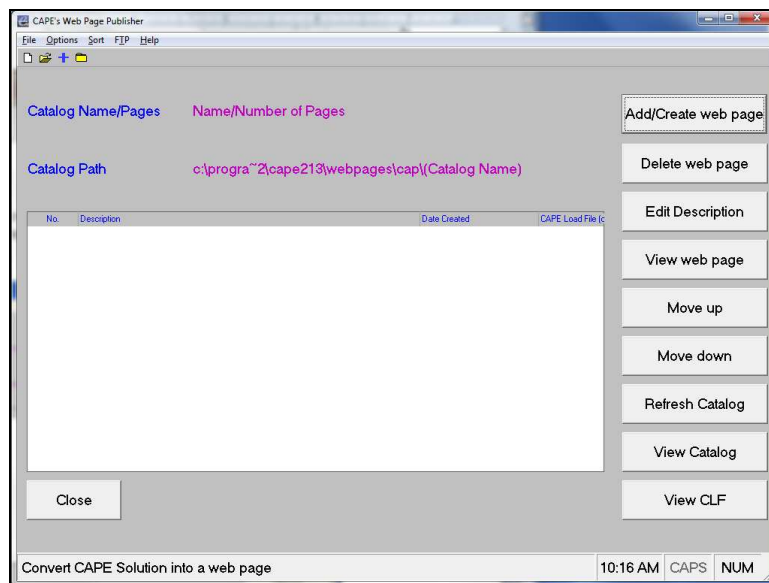 CAPE's Web Page Publisher
File Options Sort FTP Help
Catalog Name/Pages Name/Number of Pages
Catalog Path c:\progra~2\cape213\webpages\cap\(Catalog Name)
No. Description Date Created CAPE Load File (c
Add/Create web page
Delete web page
Edit Description
View web page
Move up
Move down
Refresh Catalog
View Catalog
View CLF
Close
Convert CAPE Solution into a web page 10:16 AM CAPS NUM